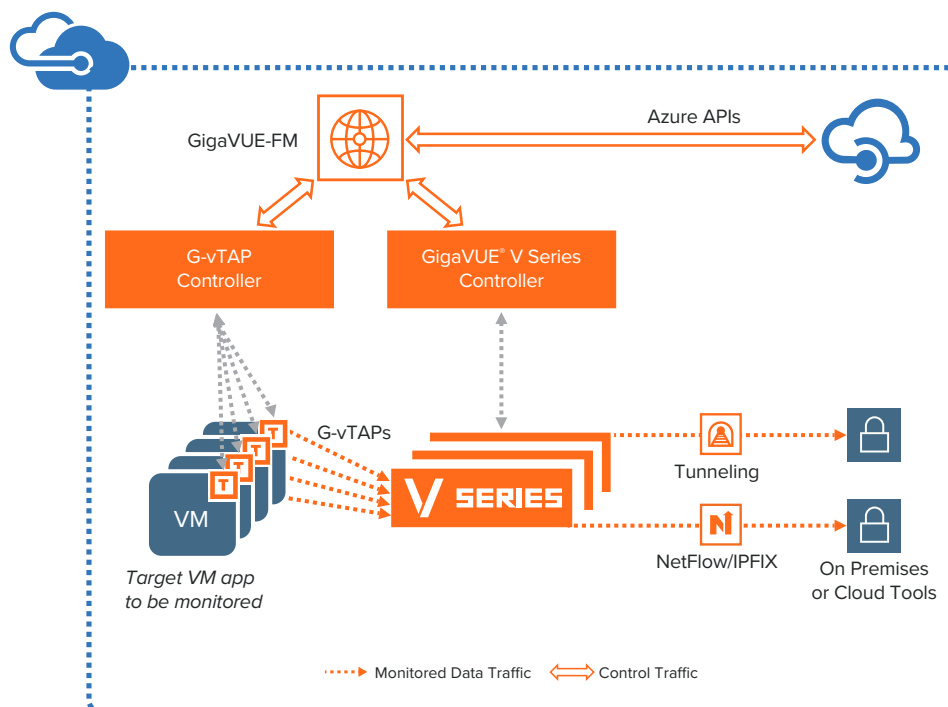 Azure APIs
GigaVUE-FM
G-vTAP
Controller
GigaVUE® V Series
Controller
T
T
T
T
G-vTAPs
VM
V SERIES
Tunneling
N
NetFlow/IPFIX
Target VM app
to be monitored
On Premises
or Cloud Tools
Monitored Data Traffic
Control Traffic